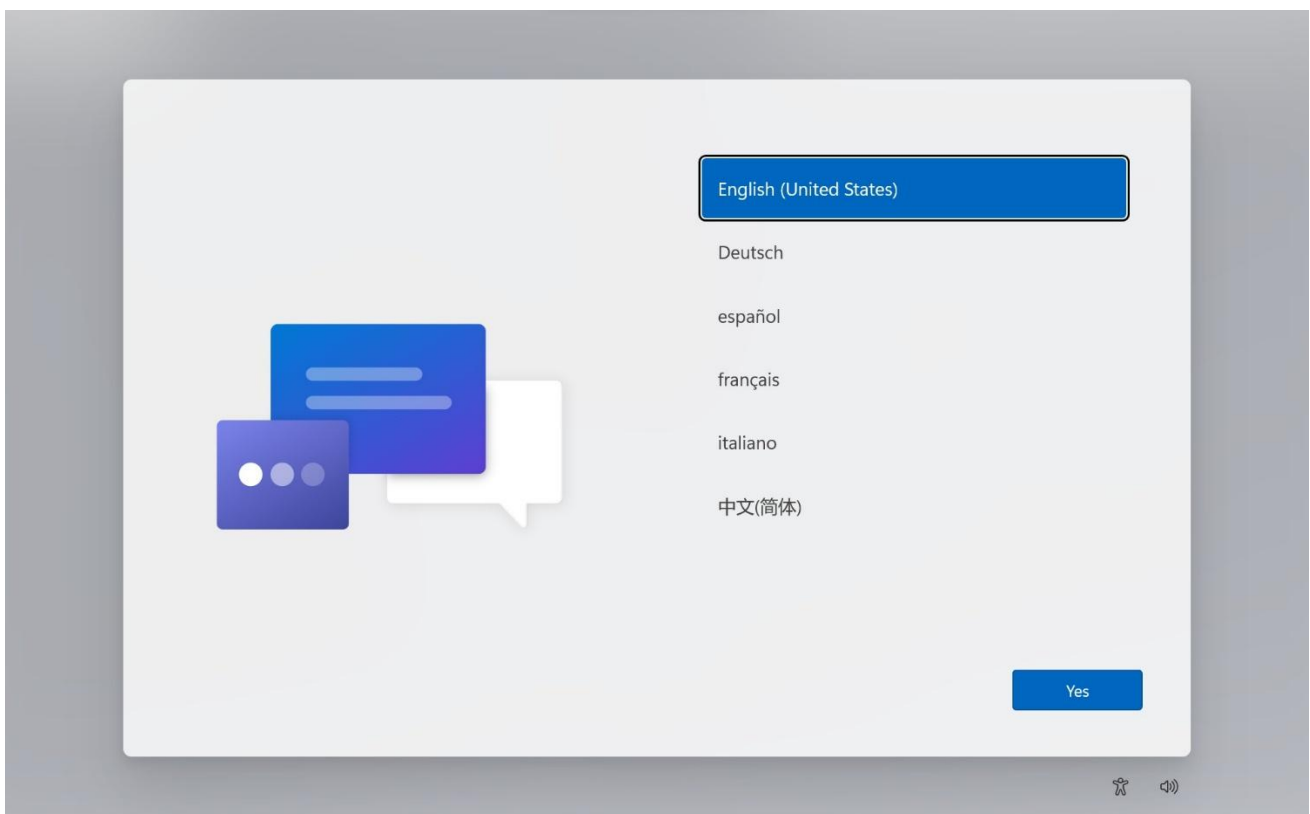 English (United States)
Deutsch
español
français
italiano
中文(简体)
Yes